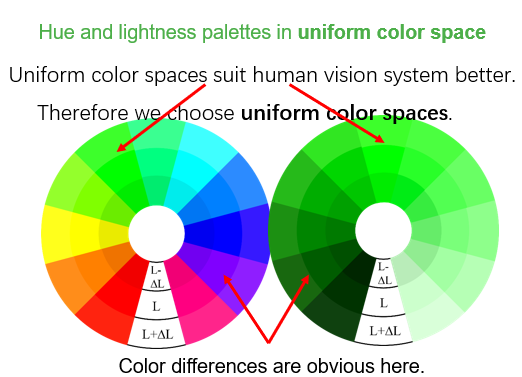 Hue and lightness palettes in uniform color space
Uniform color spaces suit human vision system better.
Therefore we choose uniform color spaces.
L-
ΔL
L
L+ΔL
L-
ΔL
L
L+ΔL
Color differences are obvious here.